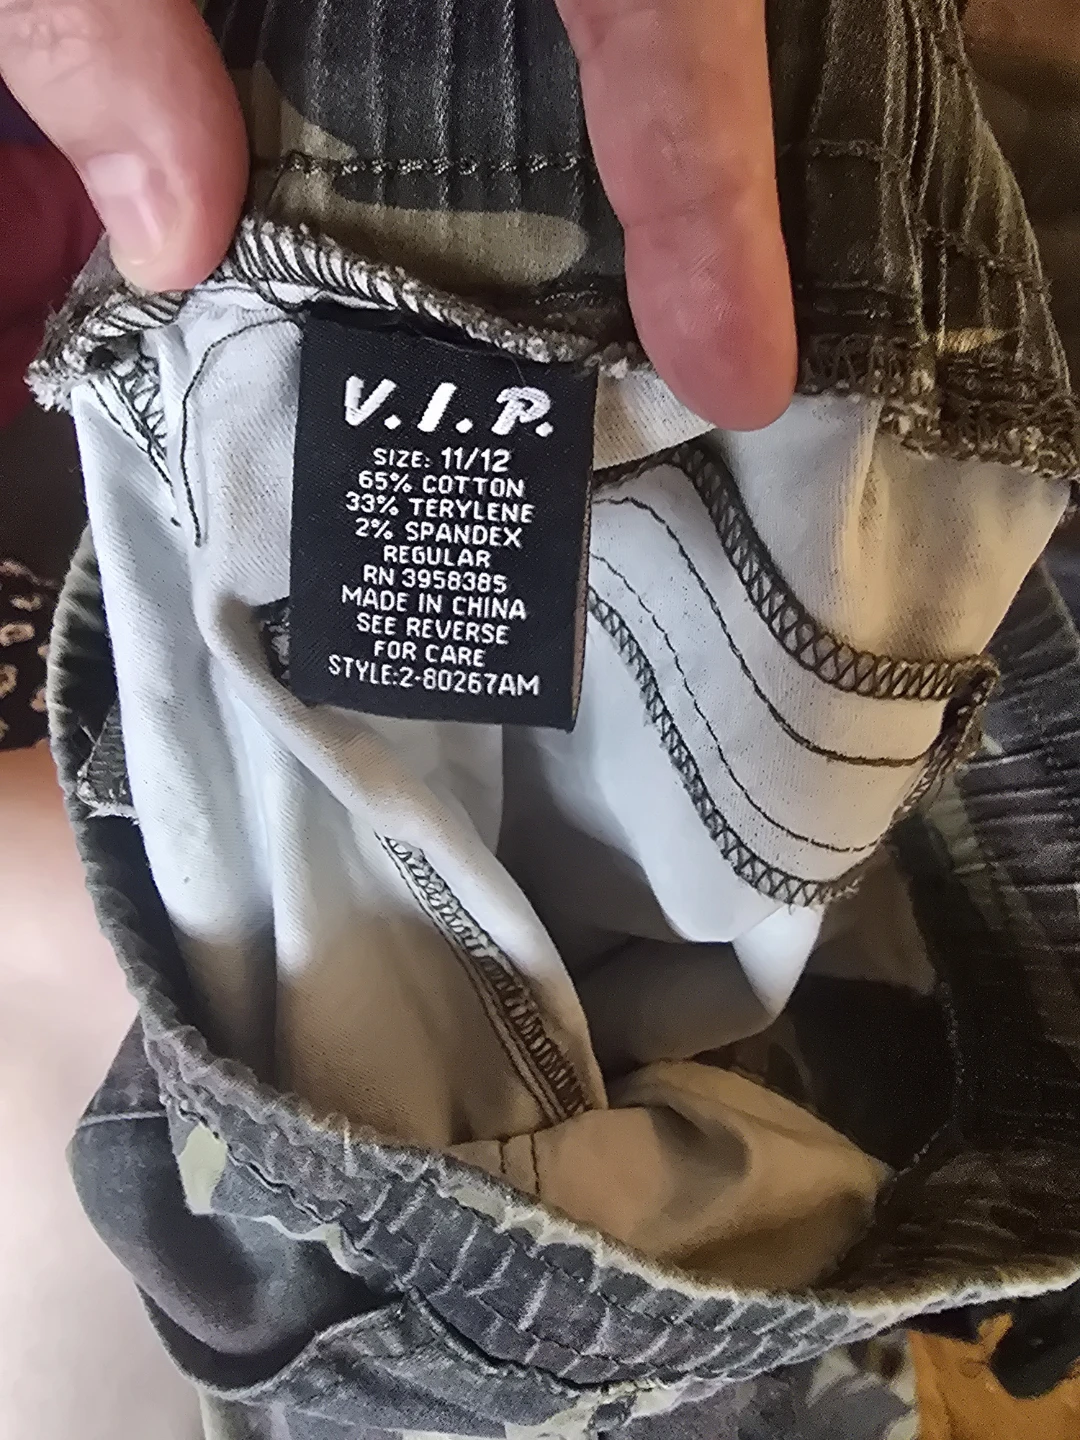 V.I.P.
SIZE: 11/12
65% COTTON
33% TERYLENE
2% SPANDEX
REGULAR
RN 3958385
MADE IN CHINA
SEE REVERSE
FOR CARE
STYLE:2-80267AM